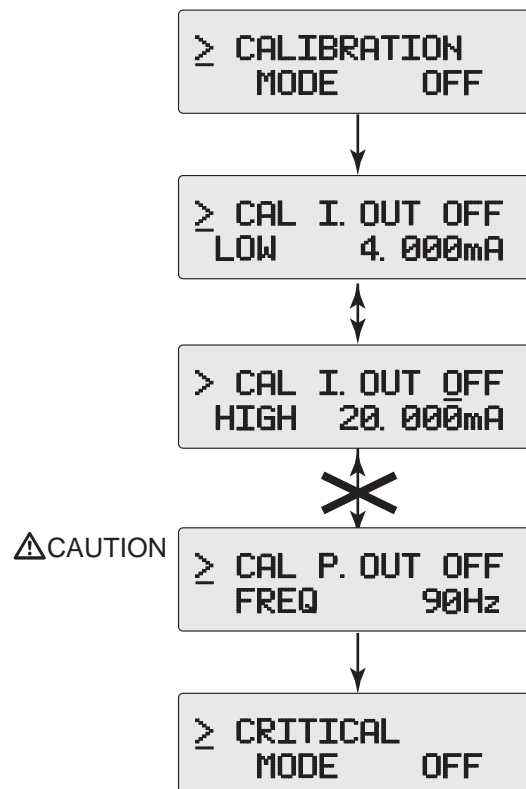 > CALIBRATION
MODE OFF
> CAL I. OUT OFF
LOW 4. 000mA
> CAL I. OUT OFF
HIGH 20. 000mA
⚠CAUTION
> CAL P. OUT OFF
FREQ 90Hz
> CRITICAL
MODE OFF